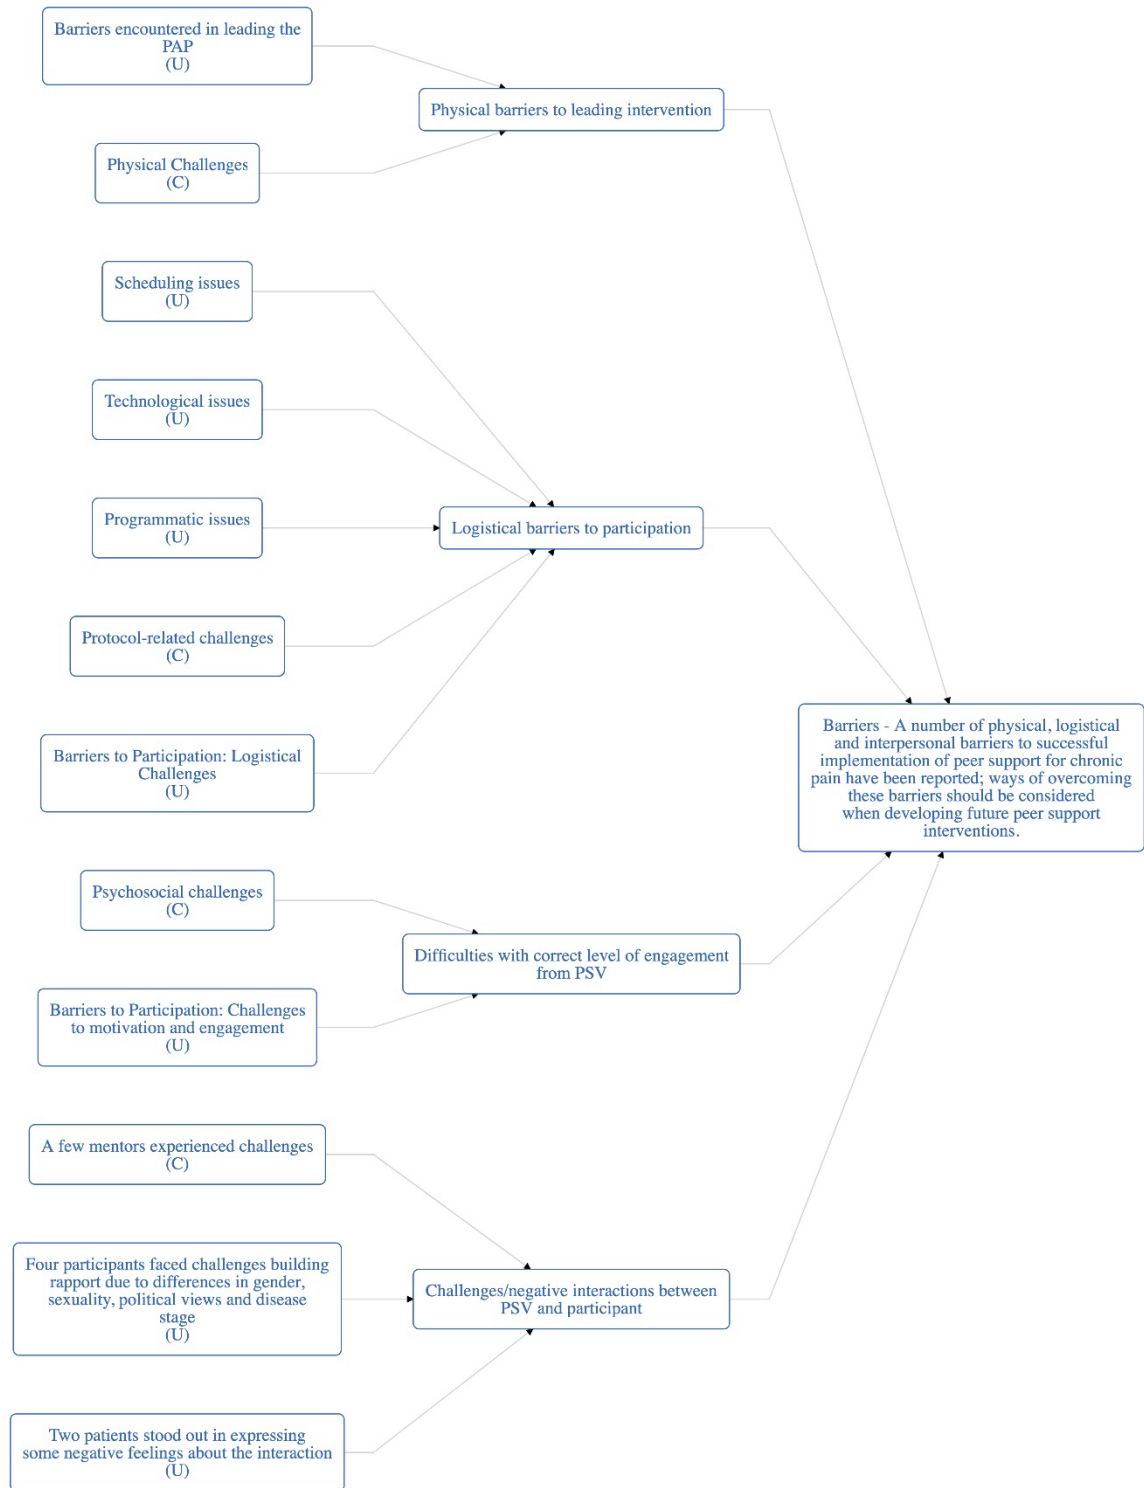 Barriers encountered in leading the
PAP
(U)
Physical barriers to leading intervention
Physical Challenges
(C)
Scheduling issues
(U)
Technological issues
(U)
Programmatic issues
(U)
Logistical barriers to participation
Protocol-related challenges
(C)
Barriers to Participation: Logistical
Challenges
(U)
Barriers - A number of physical, logistical
and interpersonal barriers to successful
implementation of peer support for chronic
pain have been reported; ways of overcoming
these barriers should be considered
when developing future peer support
interventions.
Psychosocial challenges
(C)
Difficulties with correct level of engagement
from PSV
Barriers to Participation: Challenges
to motivation and engagement
(U)
A few mentors experienced challenges
(C)
Four participants faced challenges building
rapport due to differences in gender,
sexuality, political views and disease
stage
(U)
Challenges/negative interactions between
PSV and participant
Two patients stood out in expressing
some negative feelings about the interaction
(U)